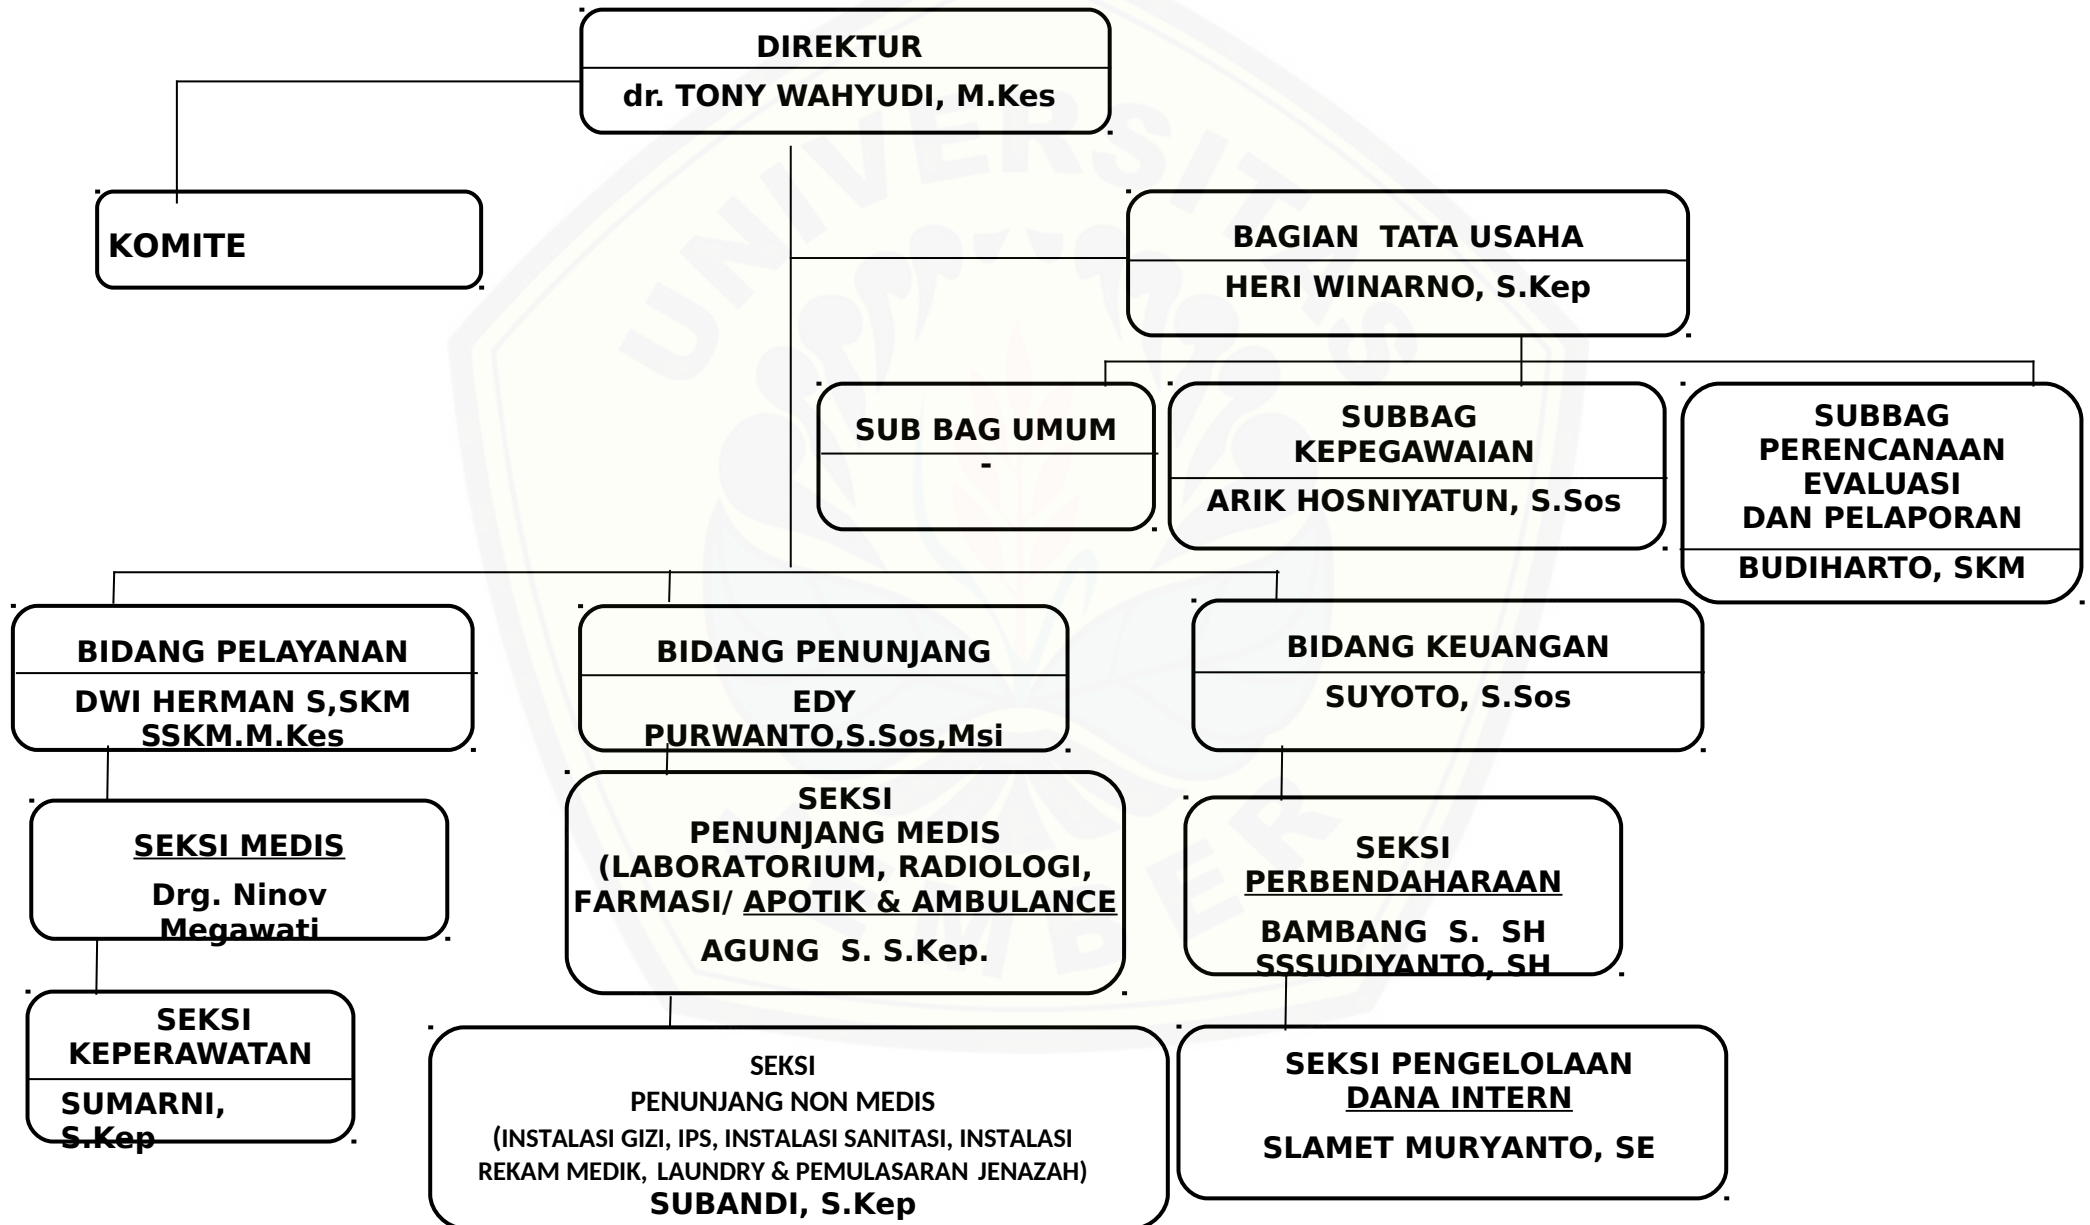 DIREKTUR
dr. TONY WAHYUDI, M.Kes
KOMITE
BAGIAN  TATA USAHA
HERI WINARNO, S.Kep
SUB BAG UMUM
-
SUBBAG
KEPEGAWAIAN
ARIK HOSNIYATUN, S.Sos
SUBBAG
PERENCANAAN
EVALUASI
DAN PELAPORAN
BUDIHARTO, SKM
BIDANG PELAYANAN
DWI HERMAN S,SKM
SSKM.M.Kes
BIDANG PENUNJANG
EDY
PURWANTO,S.Sos,Msi
BIDANG KEUANGAN
SUYOTO, S.Sos
SEKSI MEDIS
Drg. Ninov
Megawati
SEKSI
PENUNJANG MEDIS
(LABORATORIUM, RADIOLOGI,
FARMASI/ APOTIK & AMBULANCE
AGUNG  S. S.Kep.
SEKSI
PERBENDAHARAAN
BAMBANG  S.  SH
SSSUDIYANTO, SH
SEKSI
KEPERAWATAN
SUMARNI,
S.Kep
SEKSI
PENUNJANG NON MEDIS
(INSTALASI GIZI, IPS, INSTALASI SANITASI, INSTALASI
REKAM MEDIK, LAUNDRY & PEMULASARAN JENAZAH)
SUBANDI, S.Kep
SEKSI PENGELOLAAN
DANA INTERN
SLAMET MURYANTO, SE
UNIVERSITAS
JEMBER